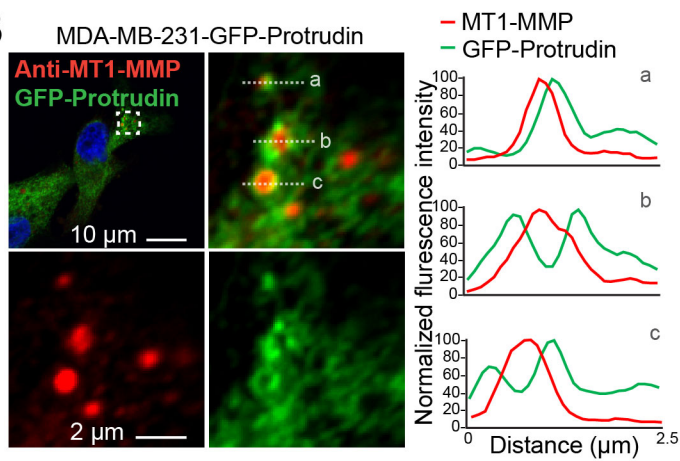 MDA-MB-231-GFP-Protrudin
Anti-MT1-MMP
GFP-Protrudin
10 µm
a
b
c
2 µm
MT1-MMP
GFP-Protrudin
Normalized flurescence intensity
a
100
80
60
40
20
0
b
100
80
60
40
20
0
c
100
80
60
40
20
0
0
2.5
Distance (µm)